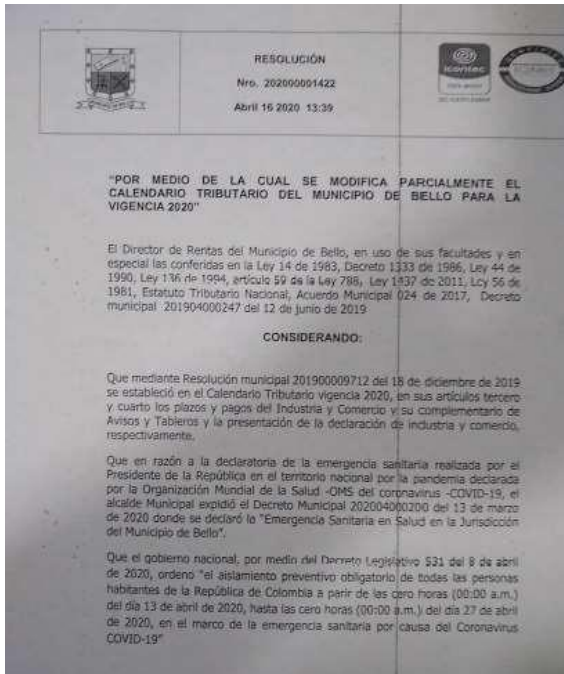 RESOLUCIÓN
Nro. 202000001422
Abril 16 2020 13:39
icontec
"POR MEDIO DE LA CUAL SE MODIFICA PARCIALMENTE EL
CALENDARIO TRIBUTARIO DEL MUNICIPIO DE BELLO PARA LA
VIGENCIA 2020"
El Director de Rentas del Municipio de Bello, en uso de sus facultades y en
especial las conferidas en la Ley 14 de 1983, Decreto 1333 de 1986, Ley 44 de
1990, Ley 136 de 1994, artículo 59 de la Ley 788, Ley 1437 de 2011, Ley 56 de
1981, Estatuto Tributario Nacional, Acuerdo Municipal 024 de 2017, Decreto
municipal 201904000247 del 12 de junio de 2019
CONSIDERANDO:
Que mediante Resolución municipal 201900009712 del 18 de diciembre de 2019
se estableció en el Calendario Tributario vigencia 2020, en sus artículos tercero
y cuarto los plazos y pagos del Industria y Comercio y su complementario de
Avisos y Tableros y la presentación de la declaración de industria y comercio,
respectivamente.
Que en razón a la declaratoria de la emergencia sanitaria realizada por el
Presidente de la República en el territorio nacional por la pandemia declarada
por la Organización Mundial de la Salud -OMS del coronavirus -COVID-19, el
alcalde Municipal expidió el Decreto Municipal 202004000200 del 13 de marzo
de 2020 donde se declaró la "Emergencia Sanitaria en Salud en la Jurisdicción
del Municipio de Bello".
Que el gobierno nacional, por medio del Decreto Legislativo 531 del 8 de abril
de 2020, ordeno "el aislamiento preventivo obligatorio de todas las personas
habitantes de la República de Colombia a parir de las cero horas (00:00 a.m.)
del día 13 de abril de 2020, hasta las cero horas (00:00 a.m.) del día 27 de abril
de 2020, en el marco de la emergencia sanitaria por causa del Coronavirus
COVID-19"